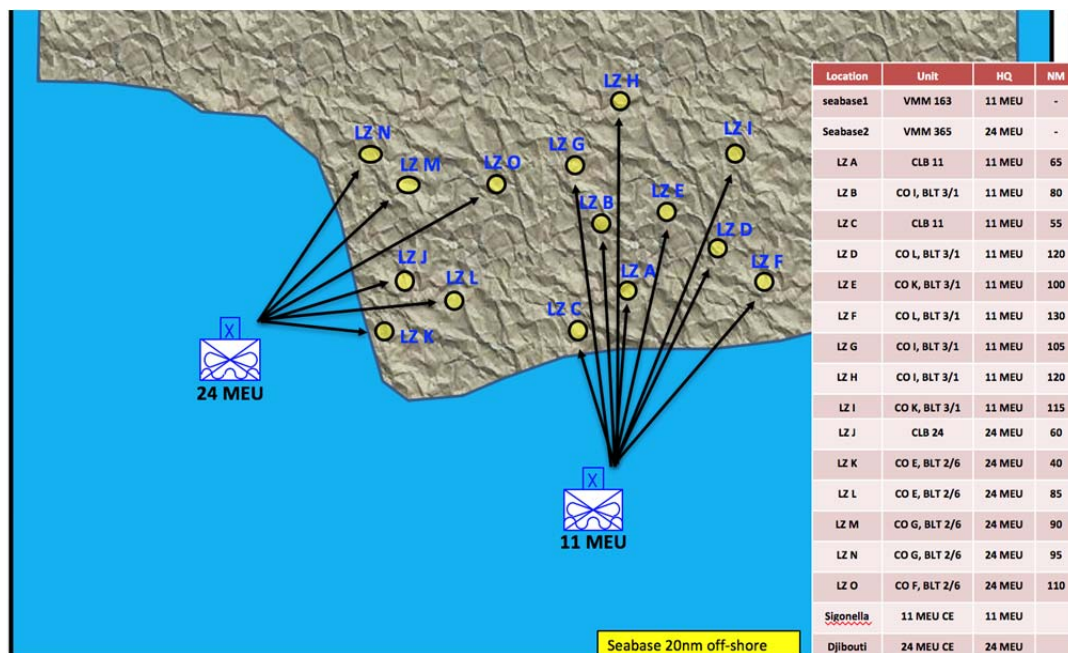 LZ H
LZ N
LZ I
LZ G
LZ M
LZ O
LZ E
LZ B
LZ D
LZ J
LZ F
LZ A
LZ L
LZ C
LZ K
X
24 MEU
X
11 MEU
Seabase 20nm off-shore
Location Unit HQ NM
seabase1 VMM 163 11 MEU -
Seabase2 VMM 365 24 MEU -
LZ A CLB 11 11 MEU 65
LZ B CO I, BLT 3/1 11 MEU 80
LZ C CLB 11 11 MEU 55
LZ D CO L, BLT 3/1 11 MEU 120
LZ E CO K, BLT 3/1 11 MEU 100
LZ F CO L, BLT 3/1 11 MEU 130
LZ G CO I, BLT 3/1 11 MEU 105
LZ H CO I, BLT 3/1 11 MEU 120
LZ I CO K, BLT 3/1 11 MEU 115
LZ J CLB 24 24 MEU 60
LZ K CO E, BLT 2/6 24 MEU 40
LZ L CO E, BLT 2/6 24 MEU 85
LZ M CO G, BLT 2/6 24 MEU 90
LZ N CO G, BLT 2/6 24 MEU 95
LZ O CO F, BLT 2/6 24 MEU 110
Sigonella 11 MEU CE 11 MEU
Djibouti 24 MEU CE 24 MEU